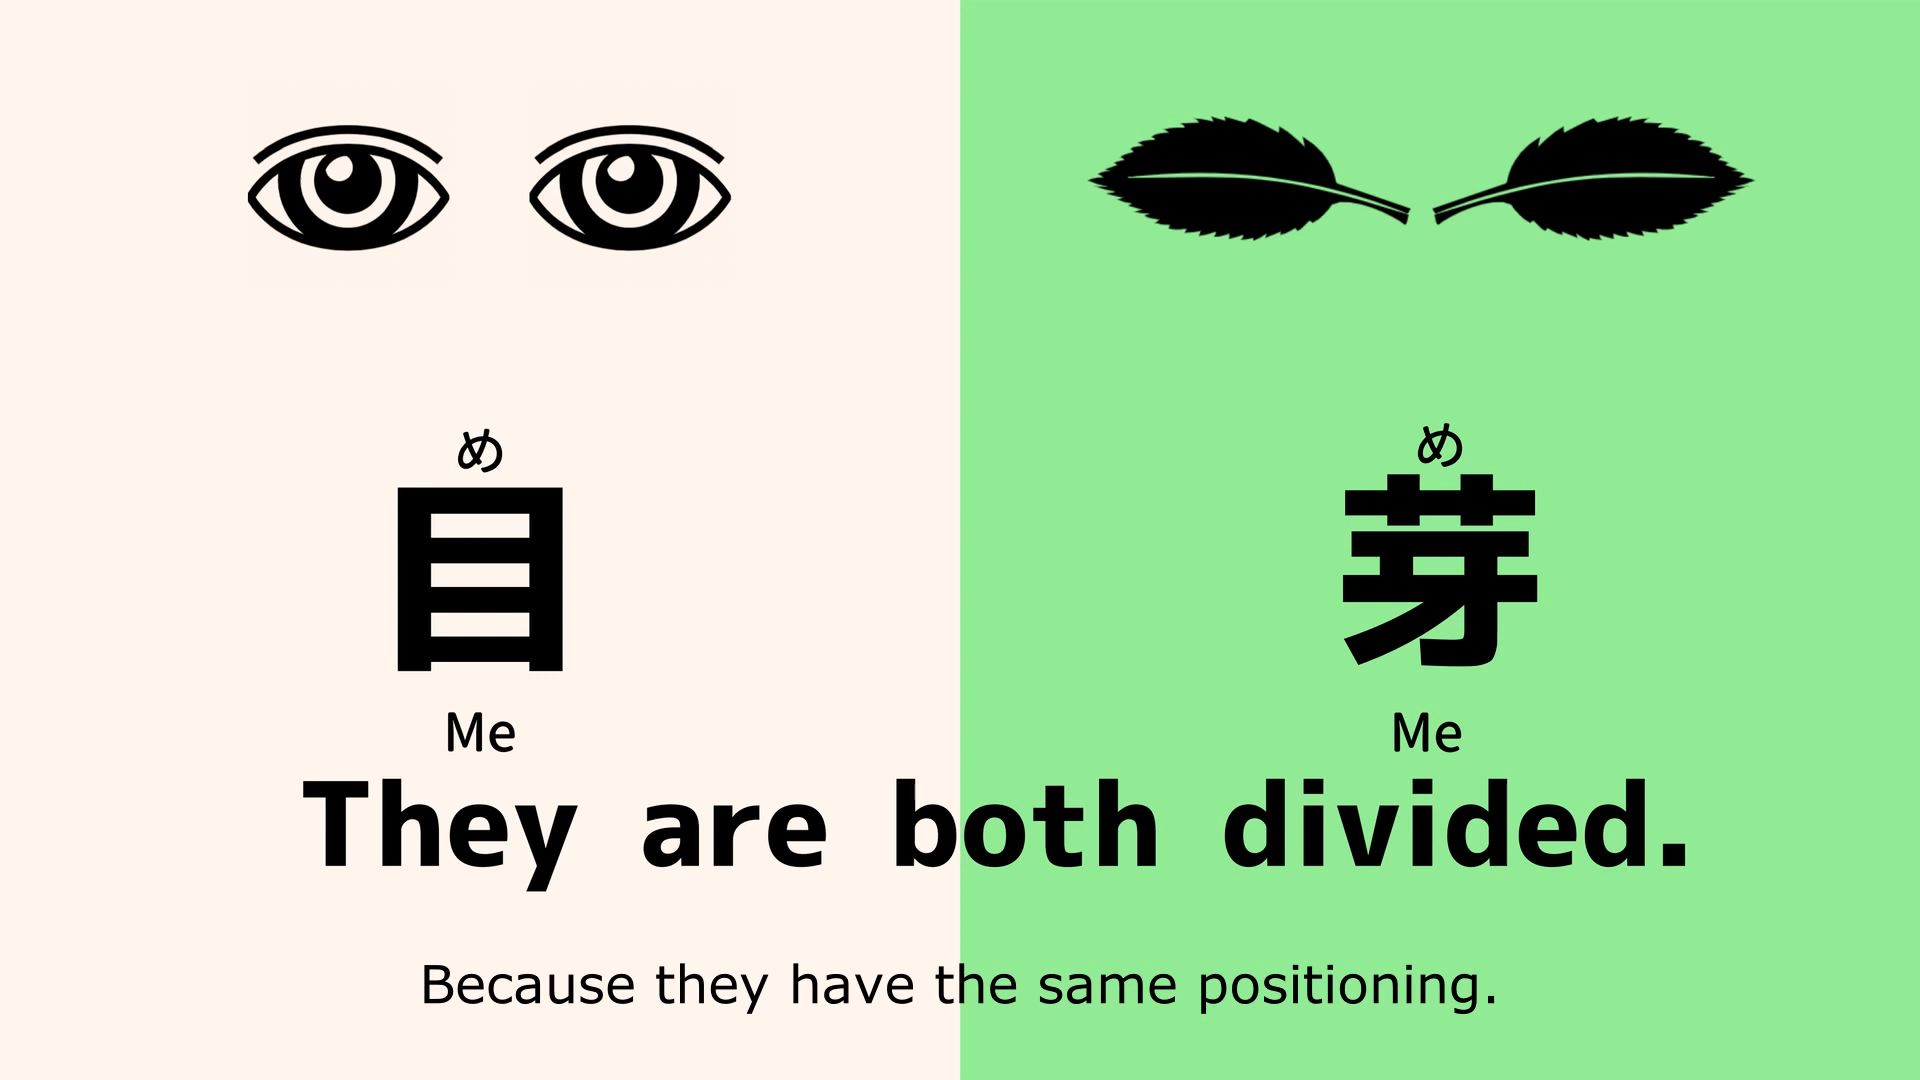 め
目
Me
め
芽
Me
They are both divided.
Because they have the same positioning.